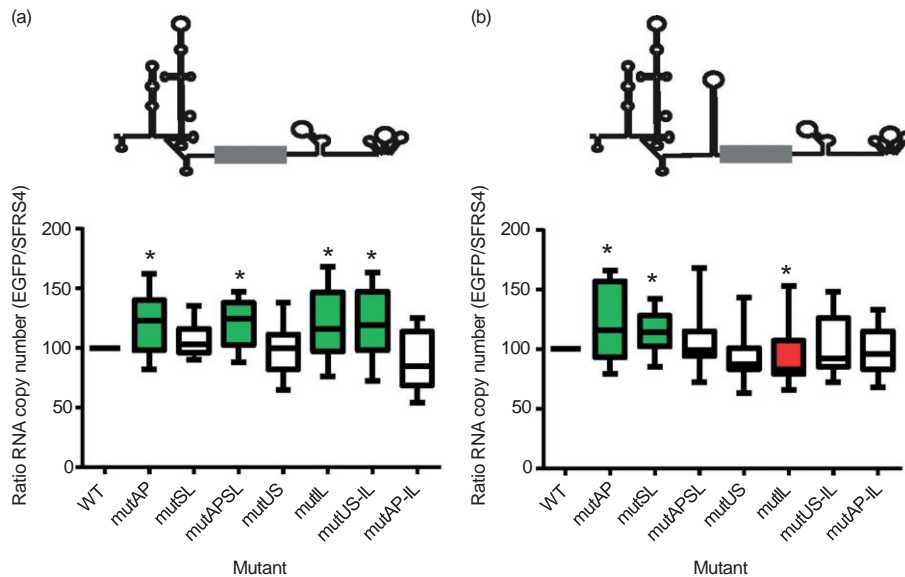 (a)
(b)
Ratio RNA copy number (EGFP/SFRS4)
200
150
100
50
0
*
*
*
*
WT
mutAP
mutSL
mutAPSL
mutUS
mutIL
mutUS-IL
mutAP-IL
Mutant
Ratio RNA copy number (EGFP/SFRS4)
200
150
100
50
0
*
*
*
WT
mutAP
mutSL
mutAPSL
mutUS
mutIL
mutUS-IL
mutAP-IL
Mutant